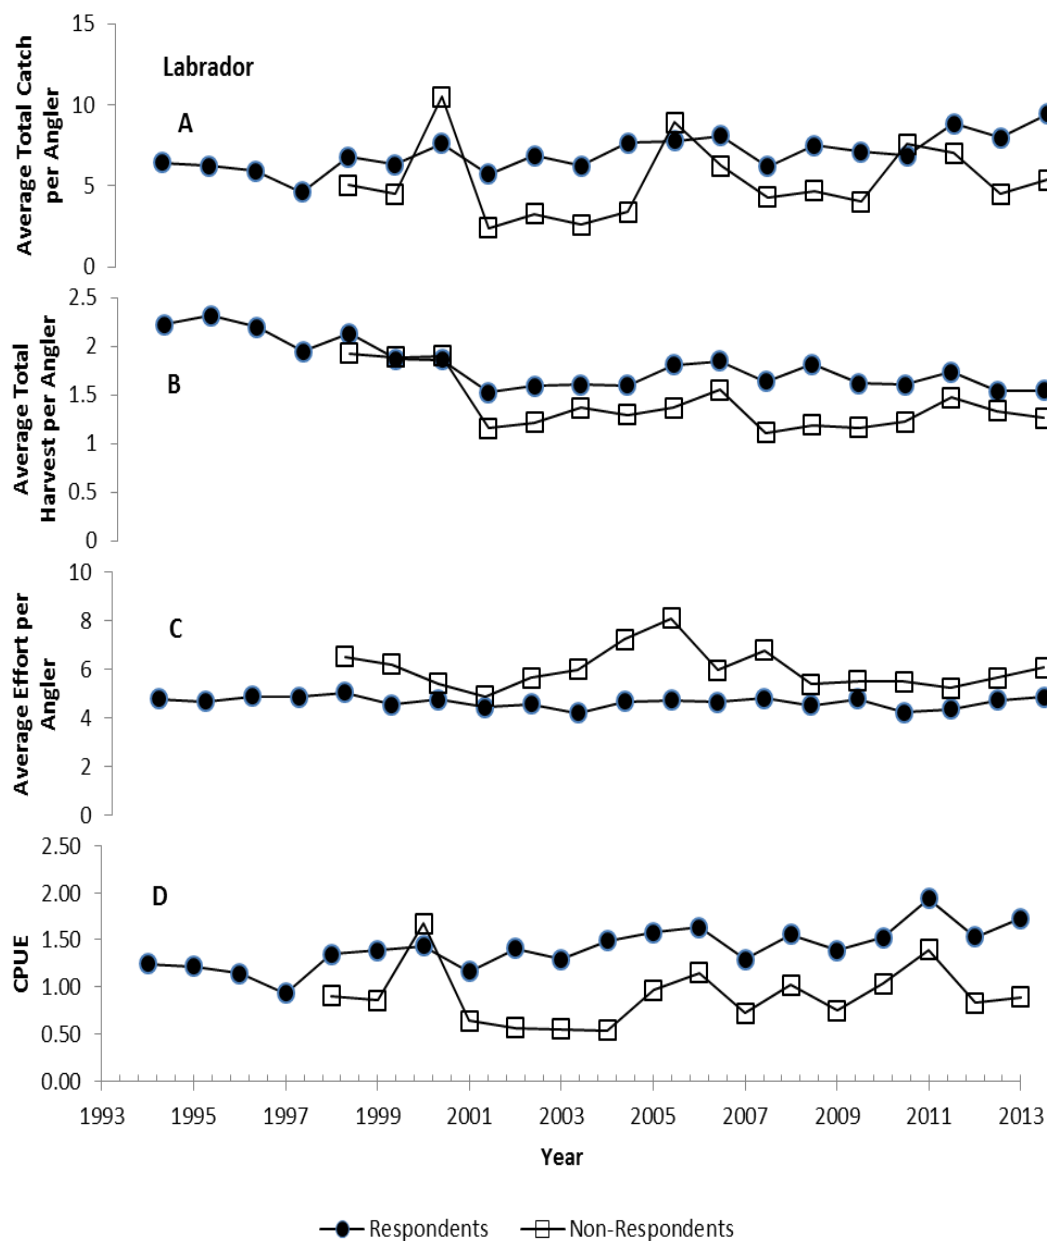 Labrador
A
Average Total Catch
per Angler
15
10
5
0
B
Average Total
Harvest per Angler
2.5
2
1.5
1
0.5
0
C
Average Effort per
Angler
10
8
6
4
2
0
D
CPUE
2.50
2.00
1.50
1.00
0.50
0.00
1993 1995 1997 1999 2001 2003 2005 2007 2009 2011 2013
Year
Respondents Non-Respondents